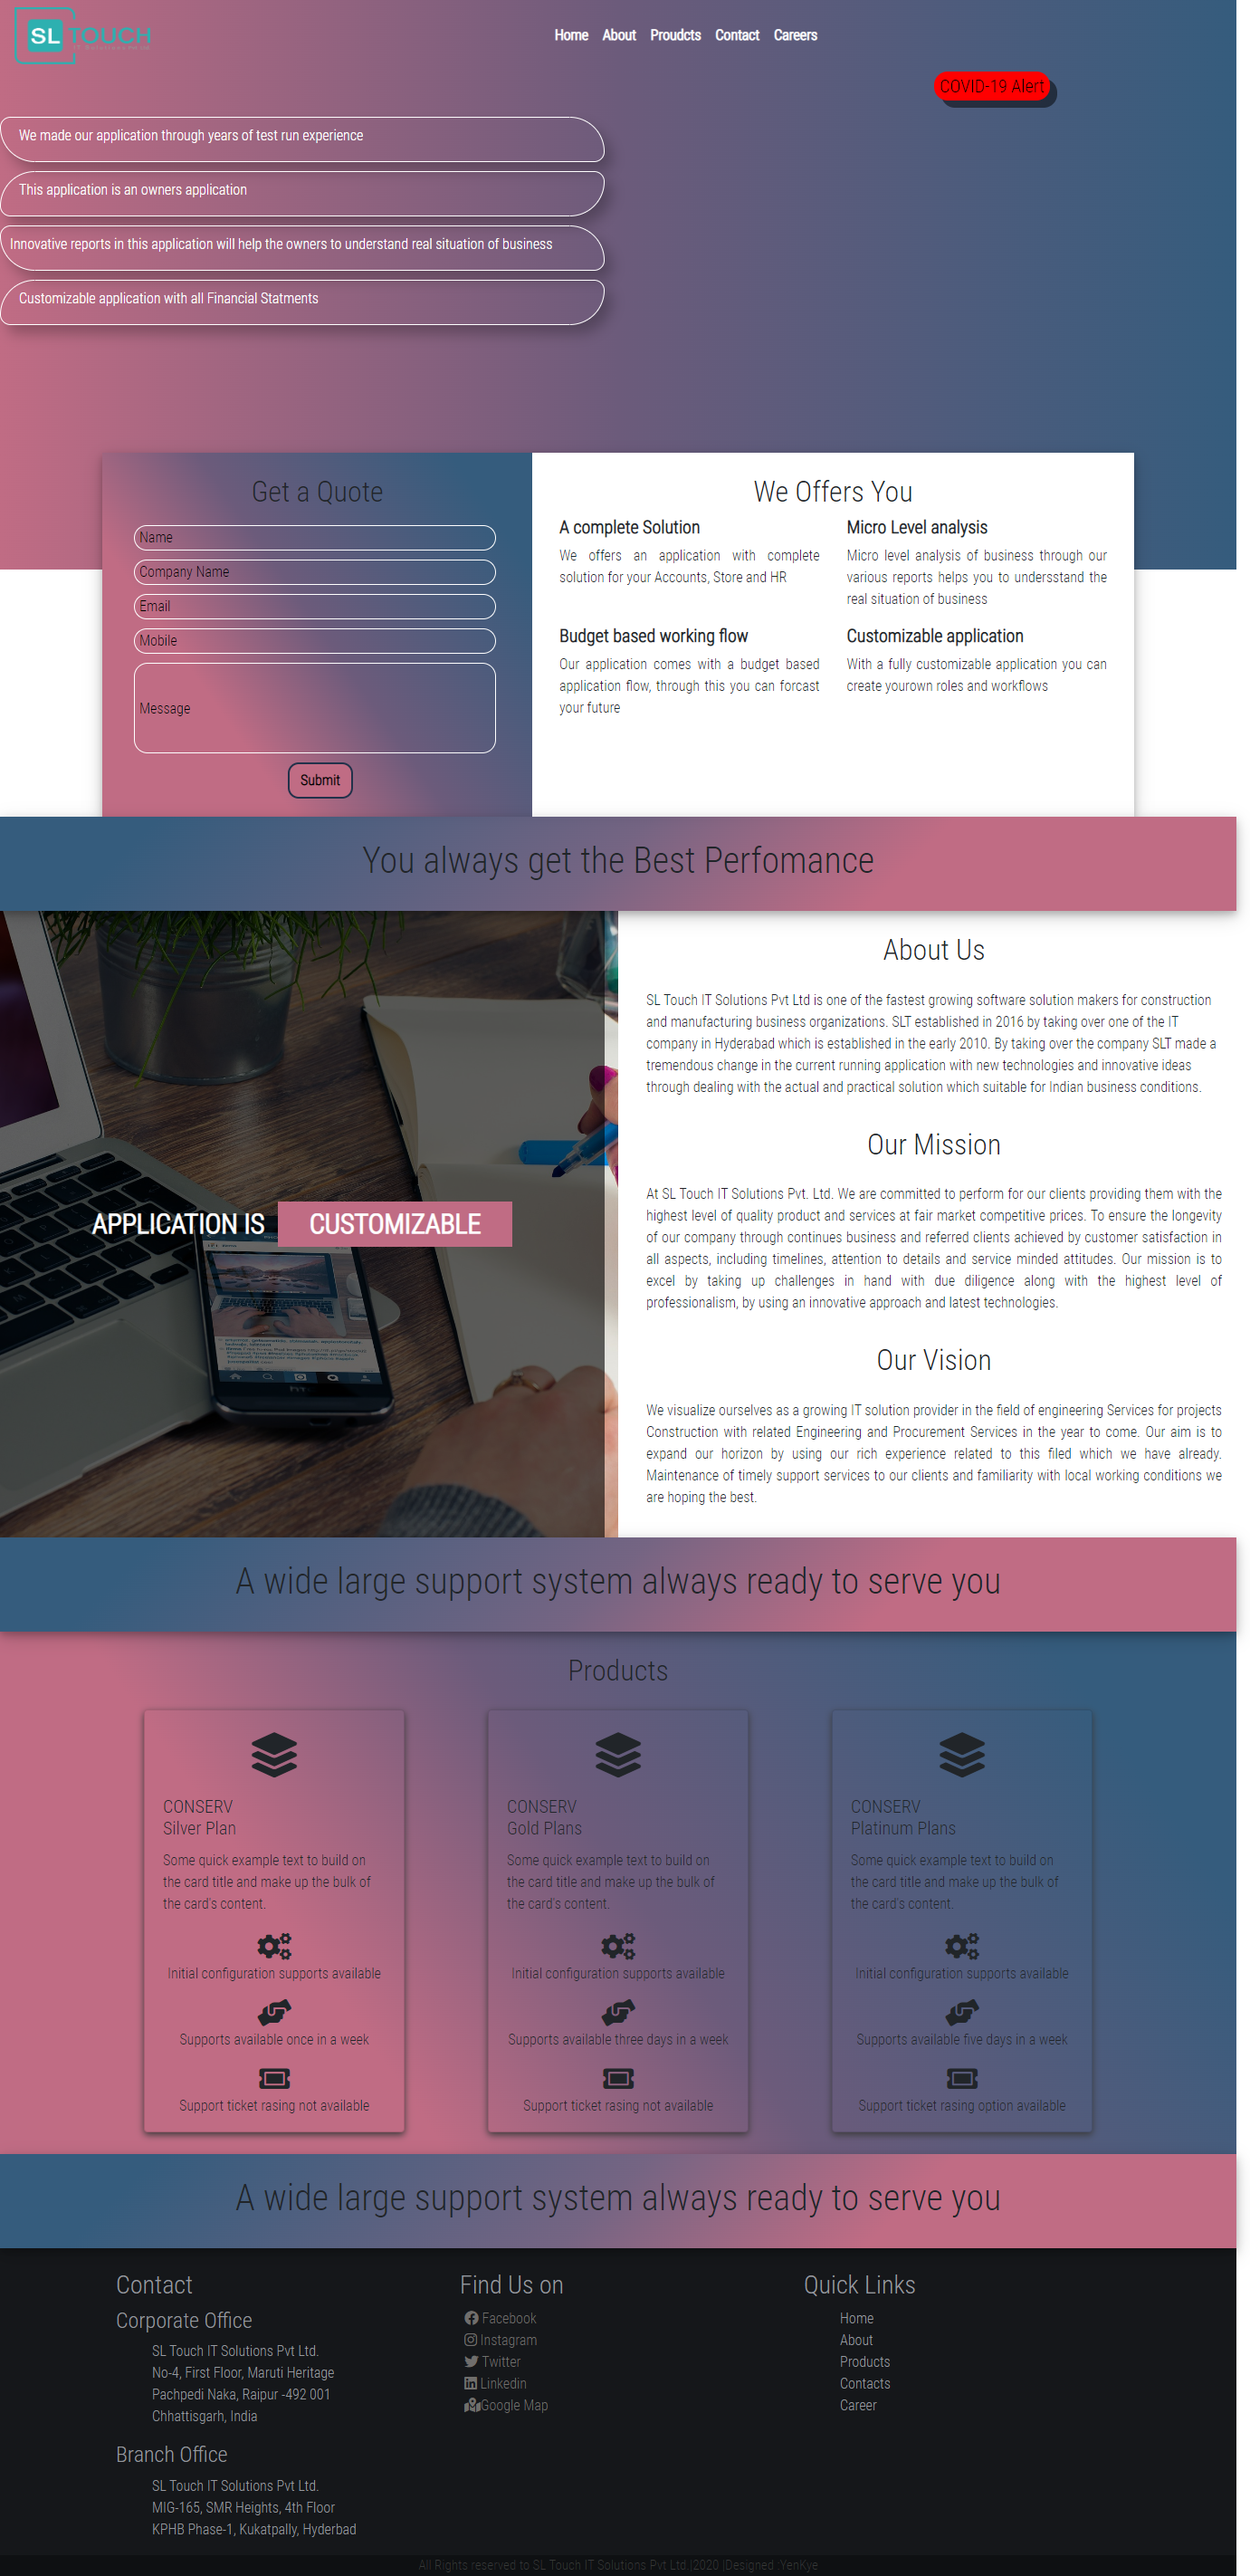 SL TOUCH
Home About Proudcts Contact Careers
COVID-19 Alert
We made our application through years of test run experience
This application is an owners application
Innovative reports in this application will help the owners to understand real situation of business
Customizable application with all Financial Statments
Get a Quote
Name
Company Name
Email
Mobile
Message
Submit
We Offers You
A complete Solution
We offers an application with complete
solution for your Accounts, Store and HR
Micro Level analysis
Micro level analysis of business through our
various reports helps you to undersstand the
real situation of business
Budget based working flow
Our application comes with a budget based
application flow, through this you can forcast
your future
Customizable application
With a fully customizable application you can
create yourown roles and workflows
You always get the Best Perfomance
APPLICATION IS CUSTOMIZABLE
About Us
SL Touch IT Solutions Pvt Ltd is one of the fastest growing software solution makers for construction
and manufacturing business organizations. SLT established in 2016 by taking over one of the IT
company in Hyderabad which is established in the early 2010. By taking over the company SLT made a
tremendous change in the current running application with new technologies and innovative ideas
through dealing with the actual and practical solution which suitable for Indian business conditions.
Our Mission
At SL Touch IT Solutions Pvt. Ltd. We are committed to perform for our clients providing them with the
highest level of quality product and services at fair market competitive prices. To ensure the longevity
of our company through continues business and referred clients achieved by customer satisfaction in
all aspects, including timelines, attention to details and service minded attitudes. Our mission is to
excel by taking up challenges in hand with due diligence along with the highest level of
professionalism, by using an innovative approach and latest technologies.
Our Vision
We visualize ourselves as a growing IT solution provider in the field of engineering Services for projects
Construction with related Engineering and Procurement Services in the year to come. Our aim is to
expand our horizon by using our rich experience related to this filed which we have already.
Maintenance of timely support services to our clients and familiarity with local working conditions we
are hoping the best.
A wide large support system always ready to serve you
Products
CONSERV
Silver Plan
Some quick example text to build on
the card title and make up the bulk of
the card's content.
Initial configuration supports available
Supports available once in a week
Support ticket rasing not available
CONSERV
Gold Plans
Some quick example text to build on
the card title and make up the bulk of
the card's content.
Initial configuration supports available
Supports available three days in a week
Support ticket rasing not available
CONSERV
Platinum Plans
Some quick example text to build on
the card title and make up the bulk of
the card's content.
Initial configuration supports available
Supports available five days in a week
Support ticket rasing option available
A wide large support system always ready to serve you
Contact
Corporate Office
SL Touch IT Solutions Pvt Ltd.
No-4, First Floor, Maruti Heritage
Pachpedi Naka, Raipur -492 001
Chhattisgarh, India
Branch Office
SL Touch IT Solutions Pvt Ltd.
MIG-165, SMR Heights, 4th Floor
KPHB Phase-1, Kukatpally, Hyderbad
Find Us on
Facebook
Instagram
Twitter
Linkedin
Google Map
Quick Links
Home
About
Products
Contacts
Career
All Rights reserved to SL Touch IT Solutions Pvt Ltd.|2020 |Designed :YenKye